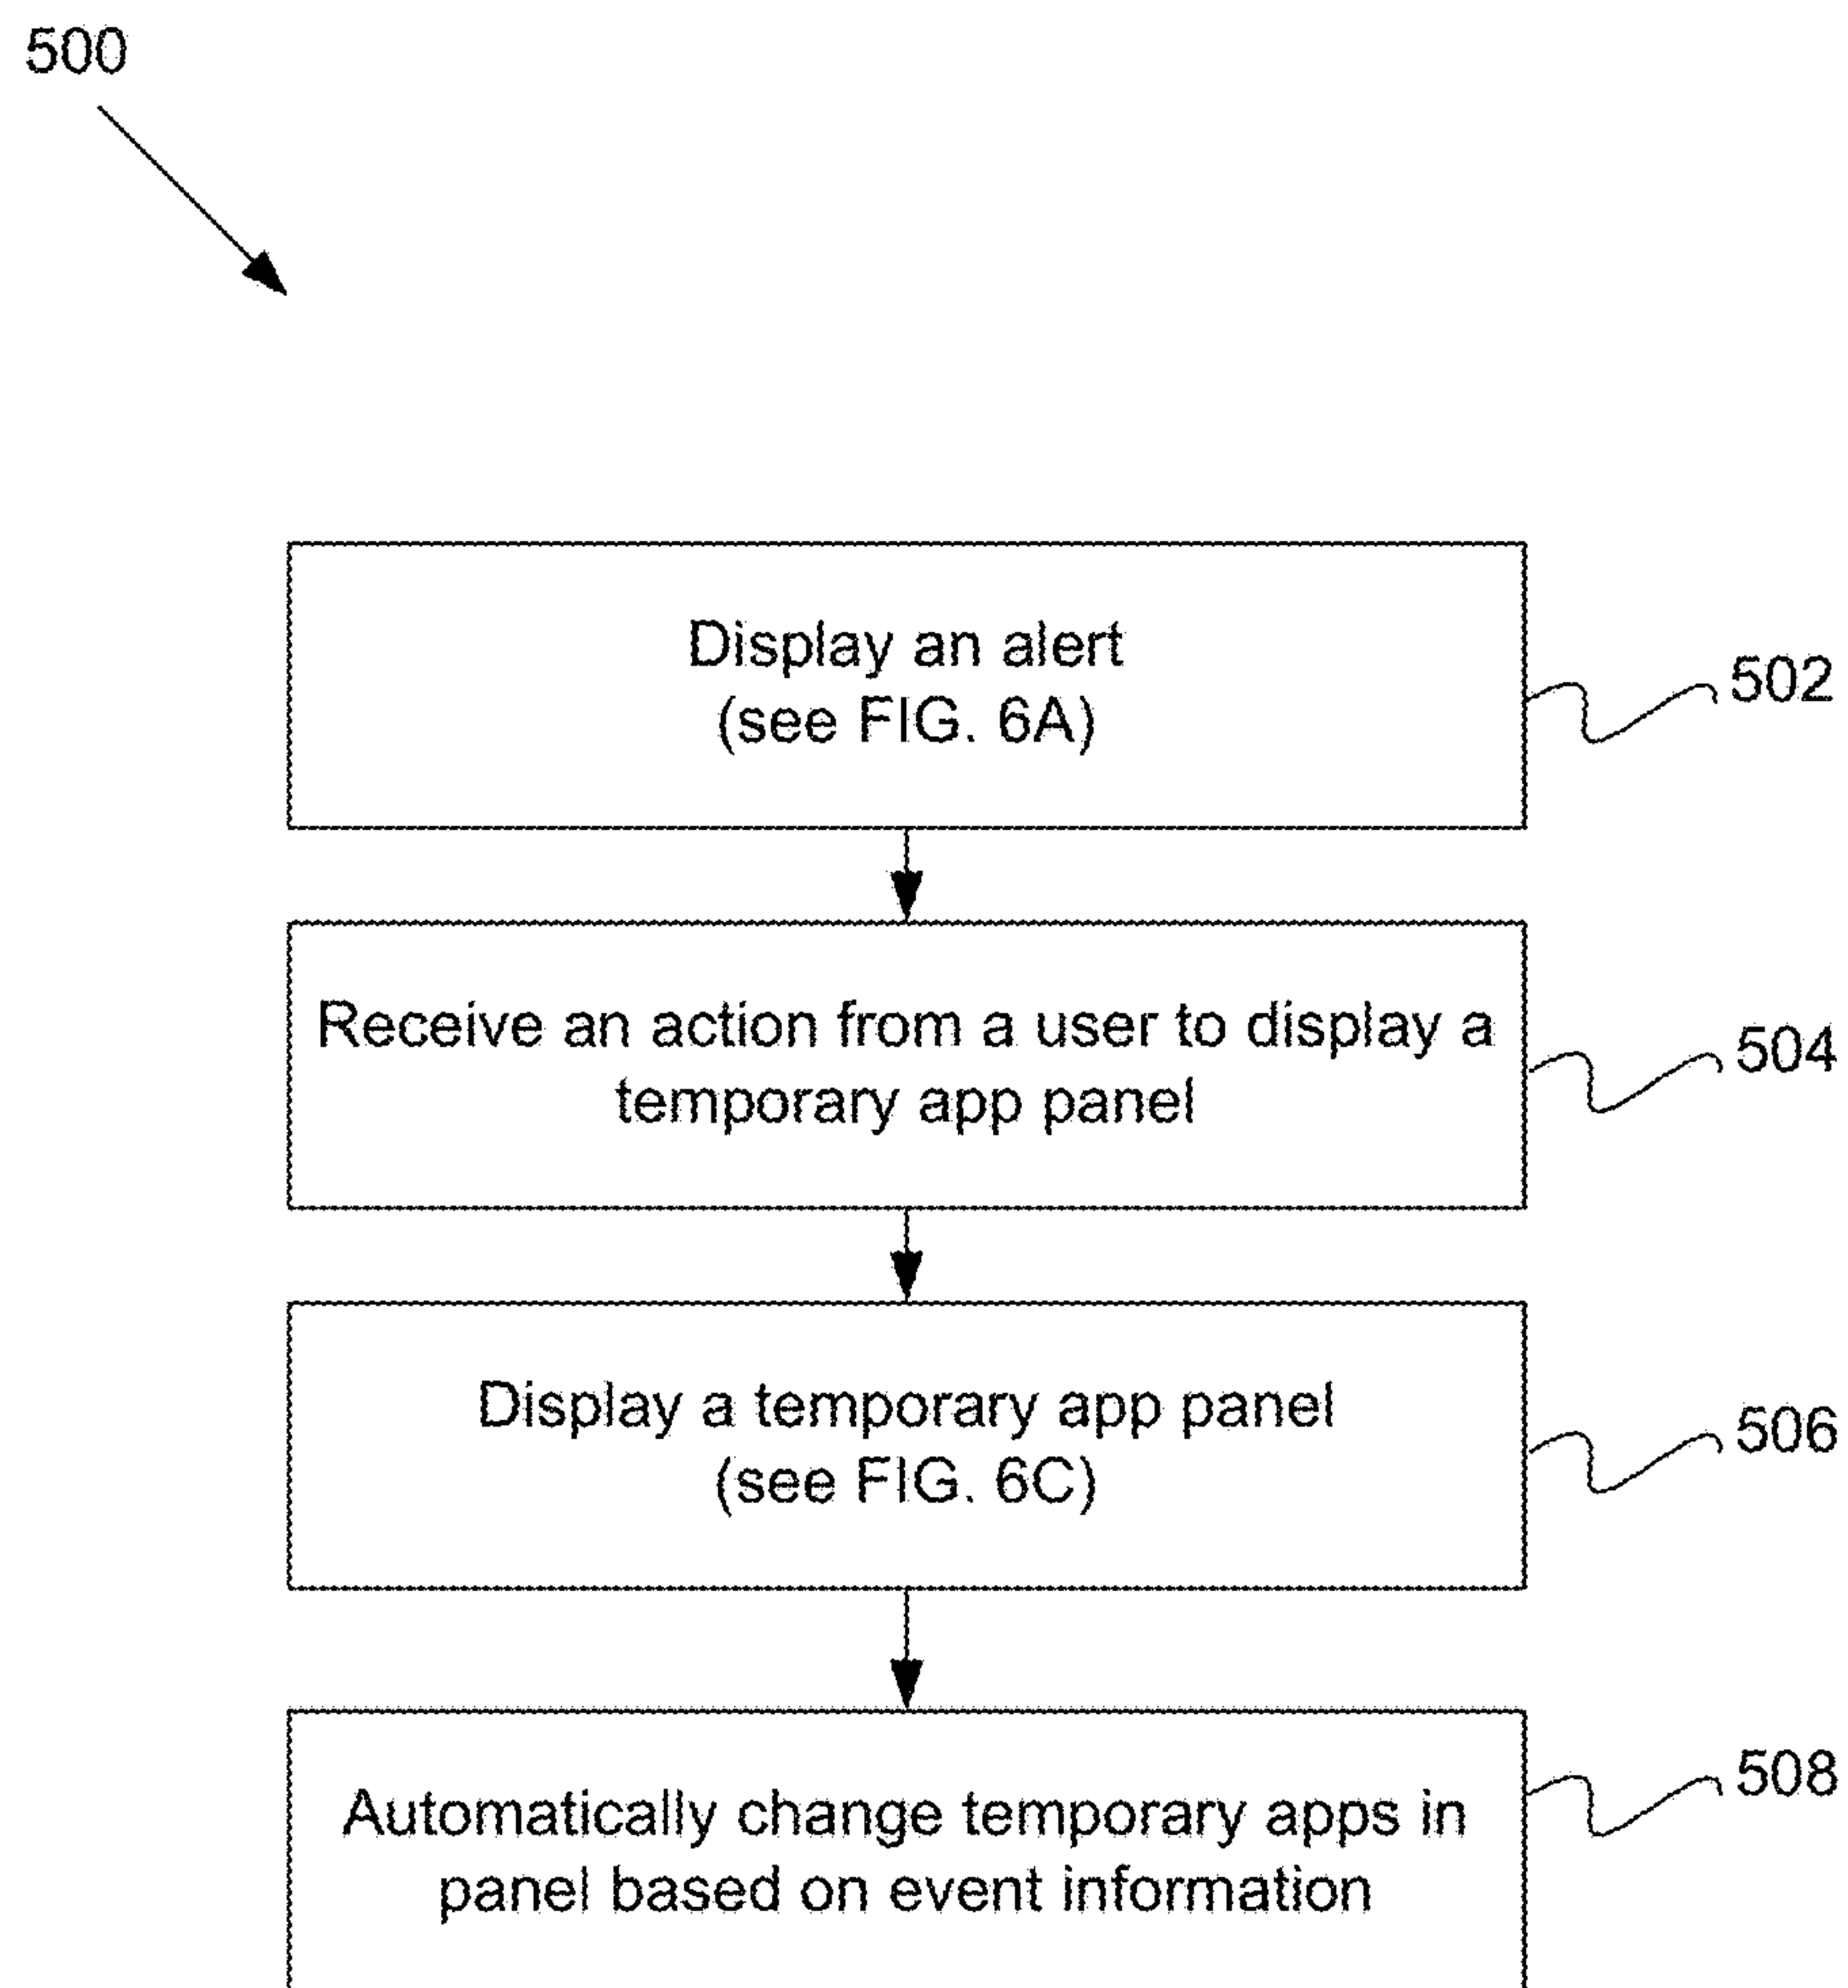 500
Display an alert
(see FIG. 6A)
502
Receive an action from a user to display a
temporary app panel
504
Display a temporary app panel
(see FIG. 6C)
506
Automatically change temporary apps in
panel based on event information
508